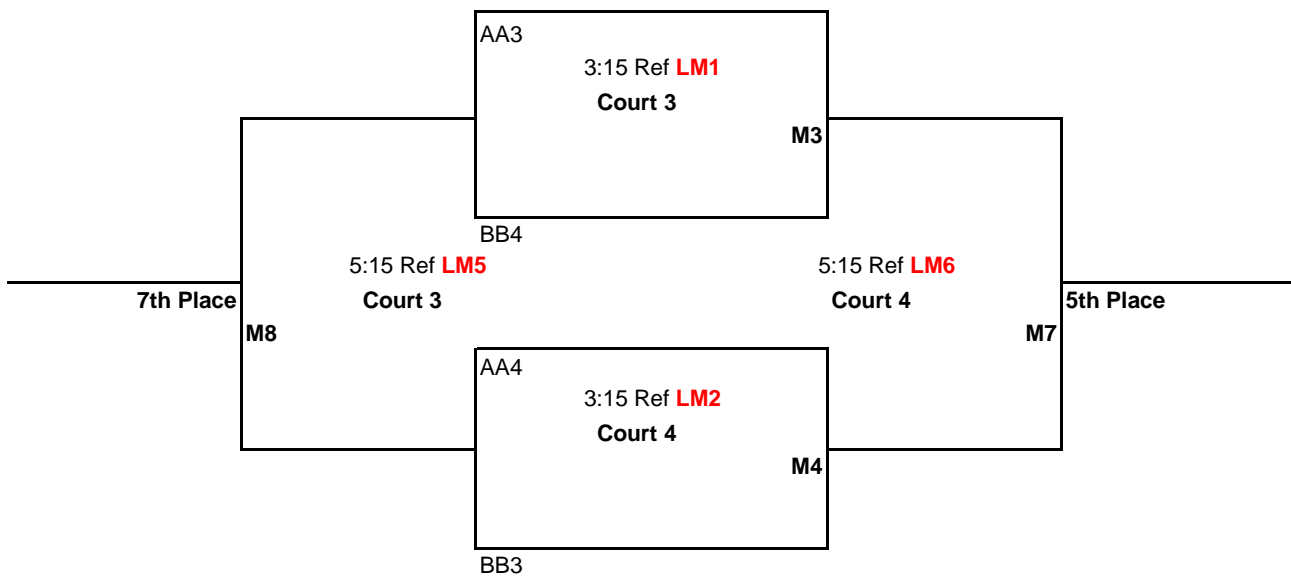 AA3
3:15 Ref LM1
Court 3
M3
BB4
5:15 Ref LM5
5:15 Ref LM6
Court 3
Court 4
7th Place
5th Place
M8
M7
AA4
3:15 Ref LM2
Court 4
M4
BB3